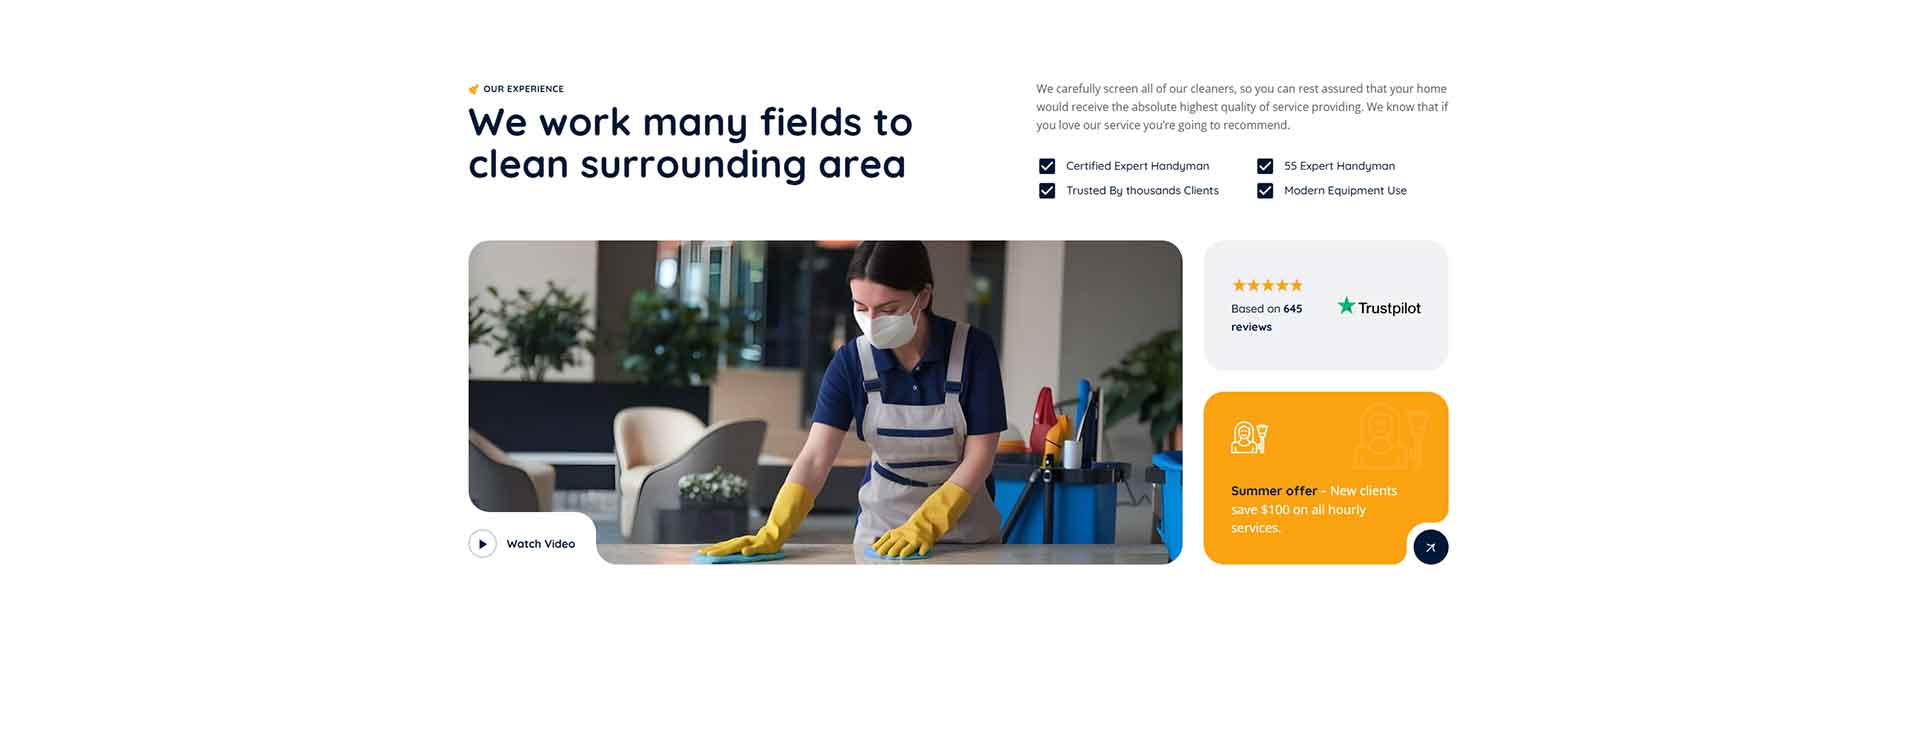 OUR EXPERIENCE
We work many fields to
clean surrounding area
We carefully screen all of our cleaners, so you can rest assured that your home
would receive the absolute highest quality of service providing. We know that if
you love our service you're going to recommend.
Certified Expert Handyman
55 Expert Handyman
Trusted By thousands Clients
Modern Equipment Use
Based on 645
reviews
Trustpilot
Summer offer – New clients
save $100 on all hourly
services.
Watch Video